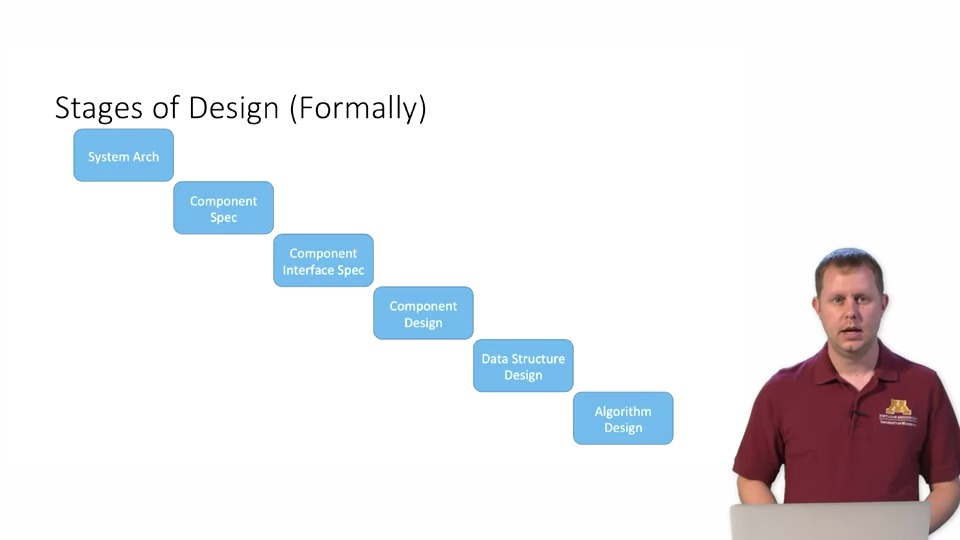 Stages of Design (Formally)
System Arch
Component
Spec
Component
Interface Spec
Component
Design
Data Structure
Design
Algorithm
Design